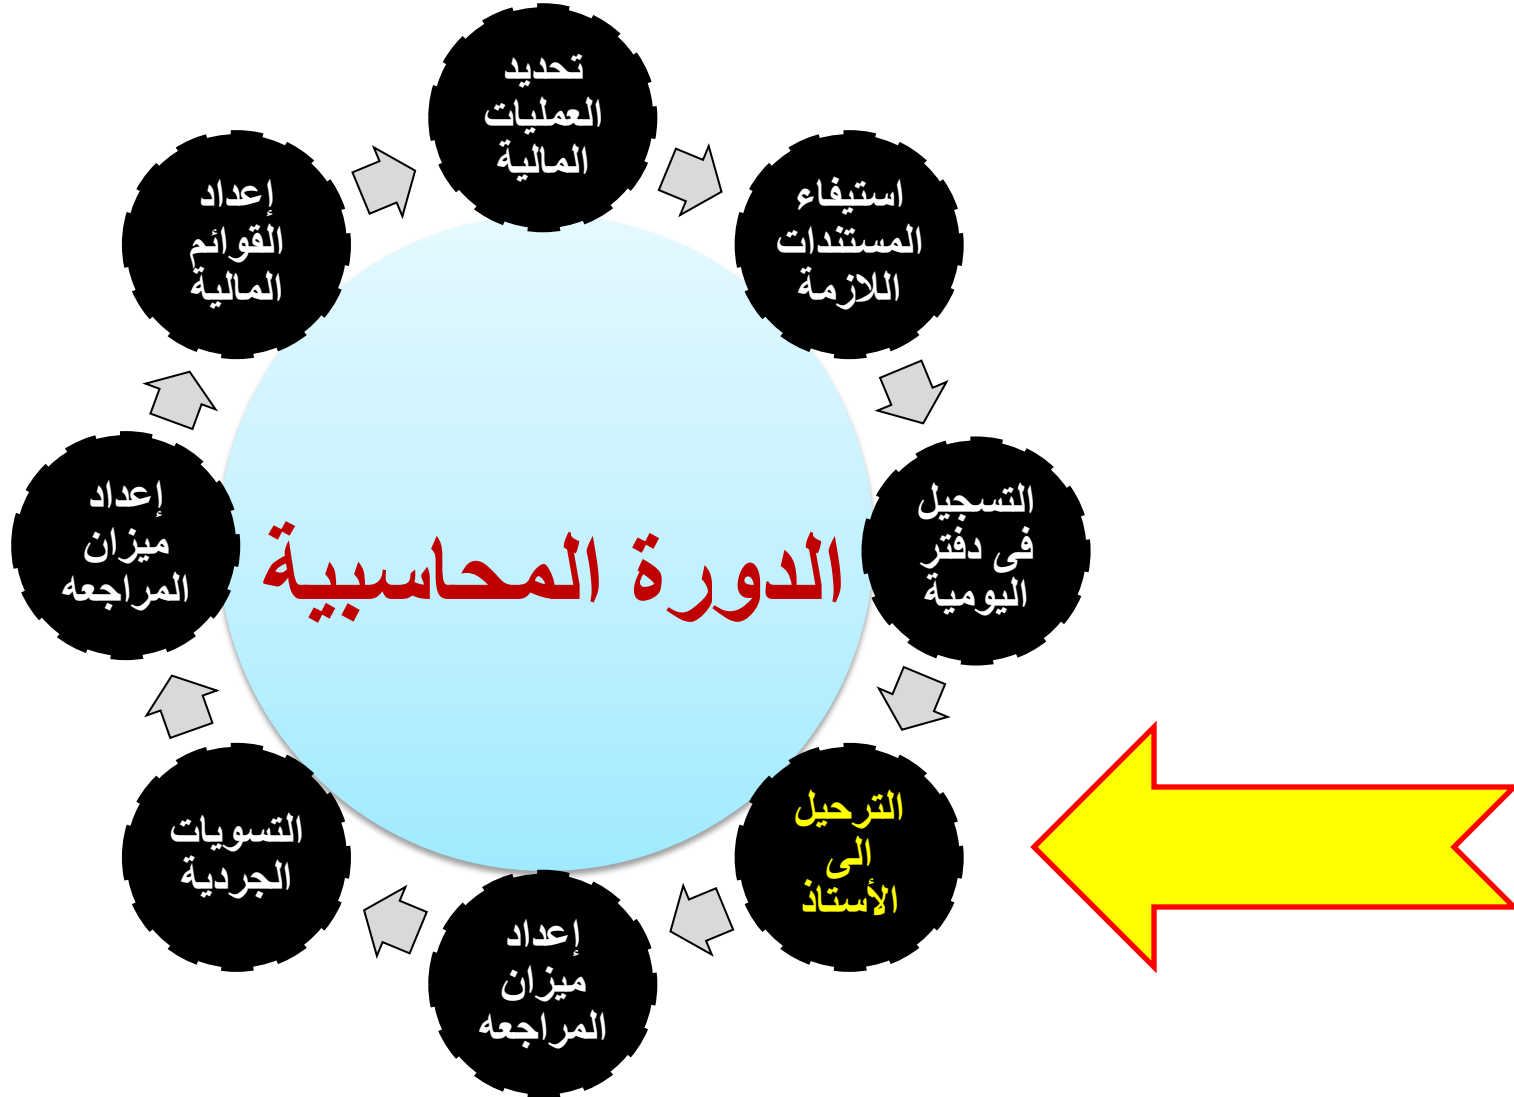 تحديد
العمليات
المالية
استيفاء
المستندات
اللازمة
التسجيل
فى دفتر
اليومية
الترحيل
الى
الأستاذ
إعداد
ميزان
المراجعه
التسويات
الجردية
إعداد
ميزان
المراجعه
إعداد
القوائم
المالية
الدورة المحاسبية